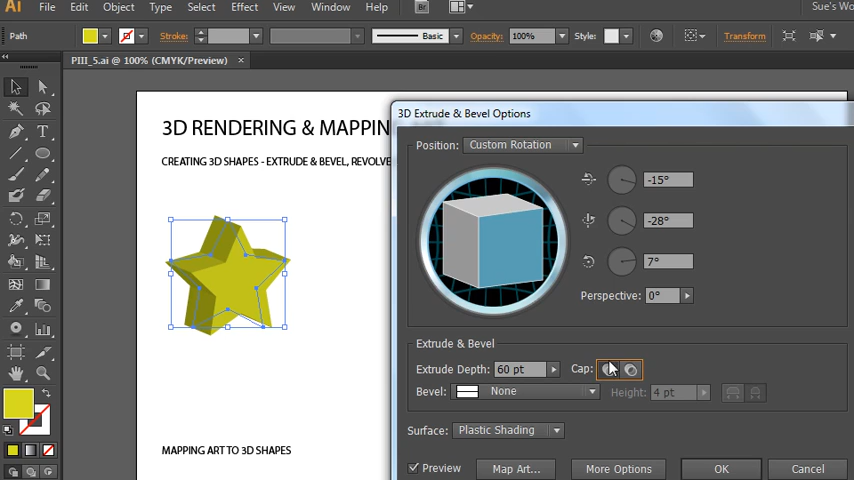 Ai File Edit Object Type Select Effect View Window Help Br Sue's Wo
Path Stroke: Basic Opacity: 100% Style: Transform
PIII_5.ai @ 100% (CMYK/Preview) ×
3D Extrude & Bevel Options
3D RENDERING & MAPPIN
CREATING 3D SHAPES - EXTRUDE & BEVEL, REVOLVE
Position: Custom Rotation
-15°
-28°
7°
Perspective: 0°
Extrude & Bevel
Extrude Depth: 60 pt Cap:
Bevel: None Height: 4 pt
Surface: Plastic Shading
MAPPING ART TO 3D SHAPES
Preview Map Art... More Options OK Cancel